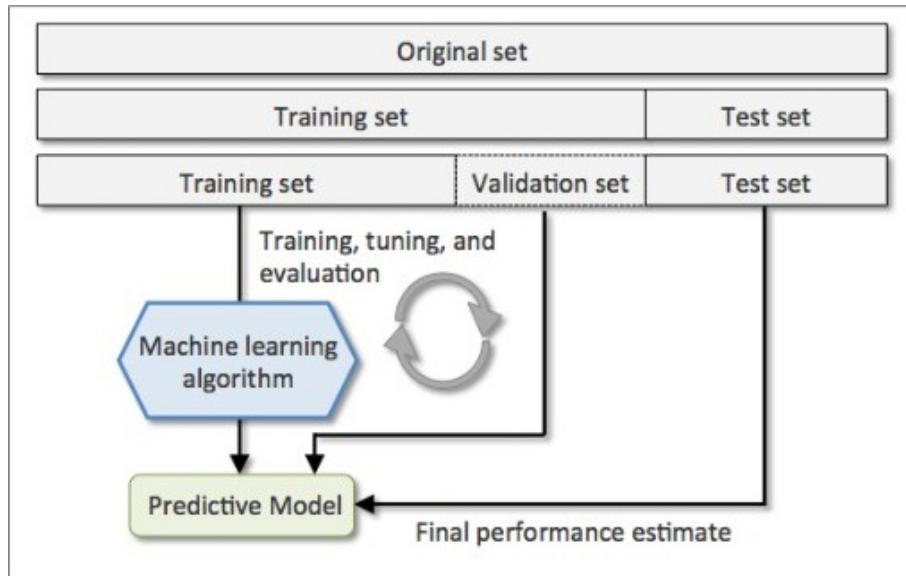 Original set
Training set
Test set
Training set
Validation set
Test set
Training, tuning, and
evaluation
Machine learning
algorithm
Predictive Model
Final performance estimate